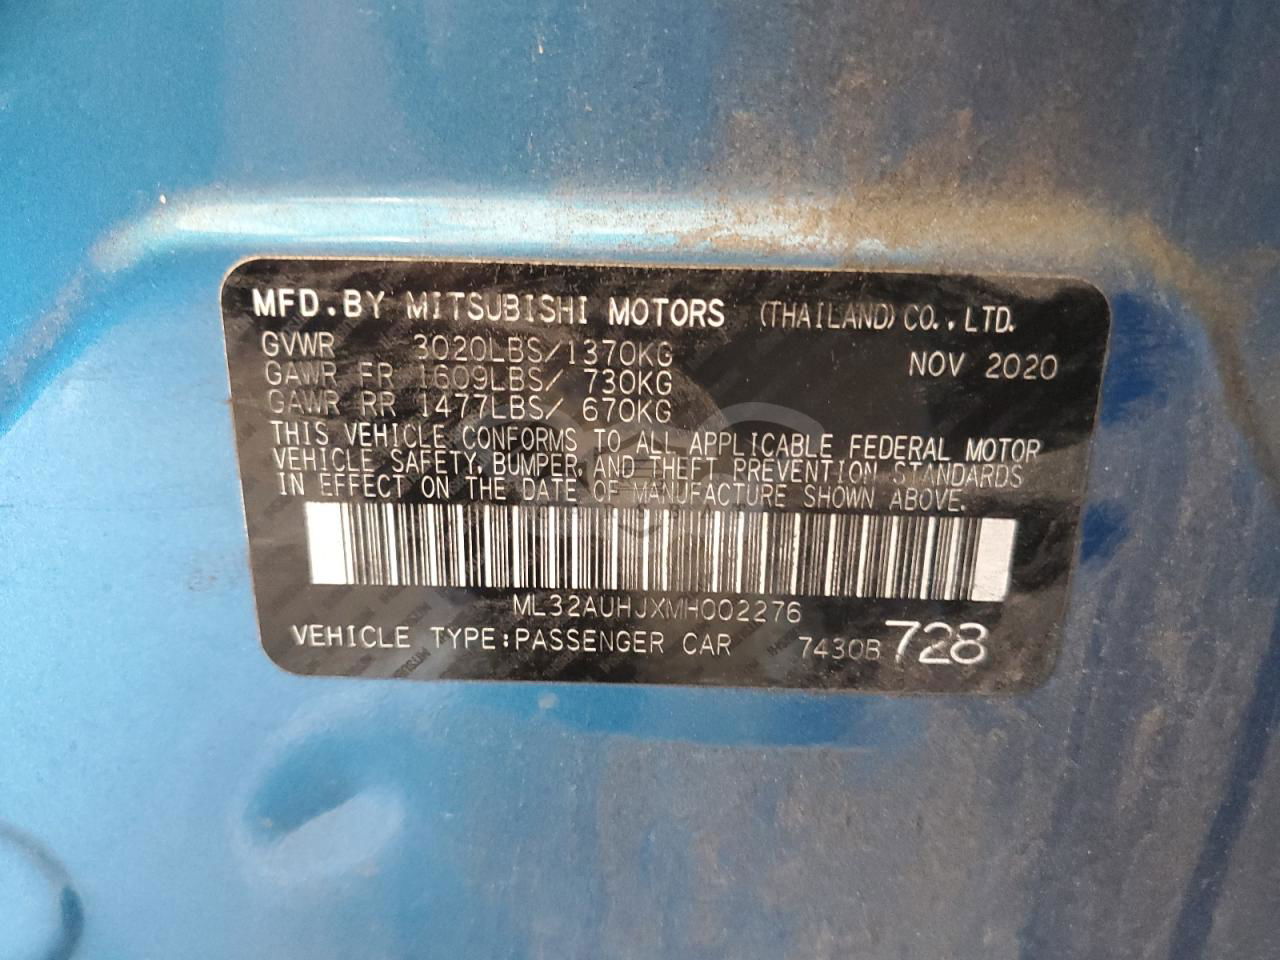 MFD.BY MITSUBISHI MOTORS (THAILAND) CO.,LTD.
GVWR 3020LBS/1370KG NOV 2020
GAWR FR 1609LBS/ 730KG
GAWR RR 1477LBS/ 670KG
THIS VEHICLE CONFORMS TO ALL APPLICABLE FEDERAL MOTOR
VEHICLE SAFETY, BUMPER, AND THEFT PREVENTION STANDARDS
IN EFFECT ON THE DATE OF MANUFACTURE SHOWN ABOVE.
ML32AUHJXMH002276
VEHICLE TYPE:PASSENGER CAR 7430B 728